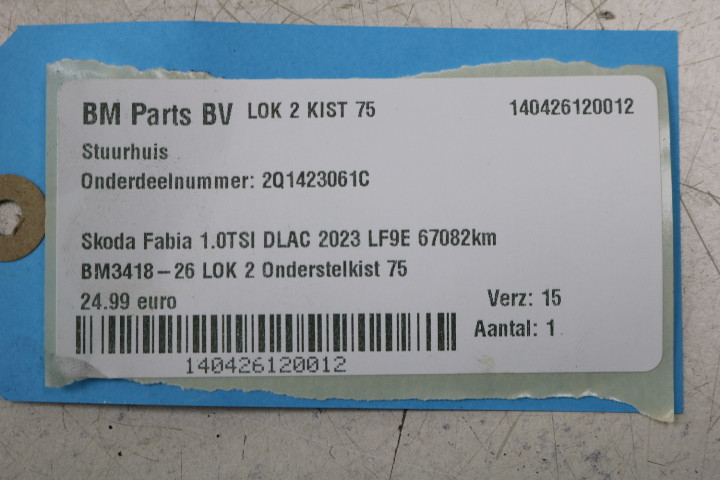 BM Parts BV LOK 2 KIST 75 140426120012
Stuurhuis
Onderdeelnummer: 2Q1423061C
Skoda Fabia 1.0TSI DLAC 2023 LF9E 67082km
BM3418-26 LOK 2 Onderstelkist 75
24.99 euro Verz: 15
Aantal: 1
140426120012